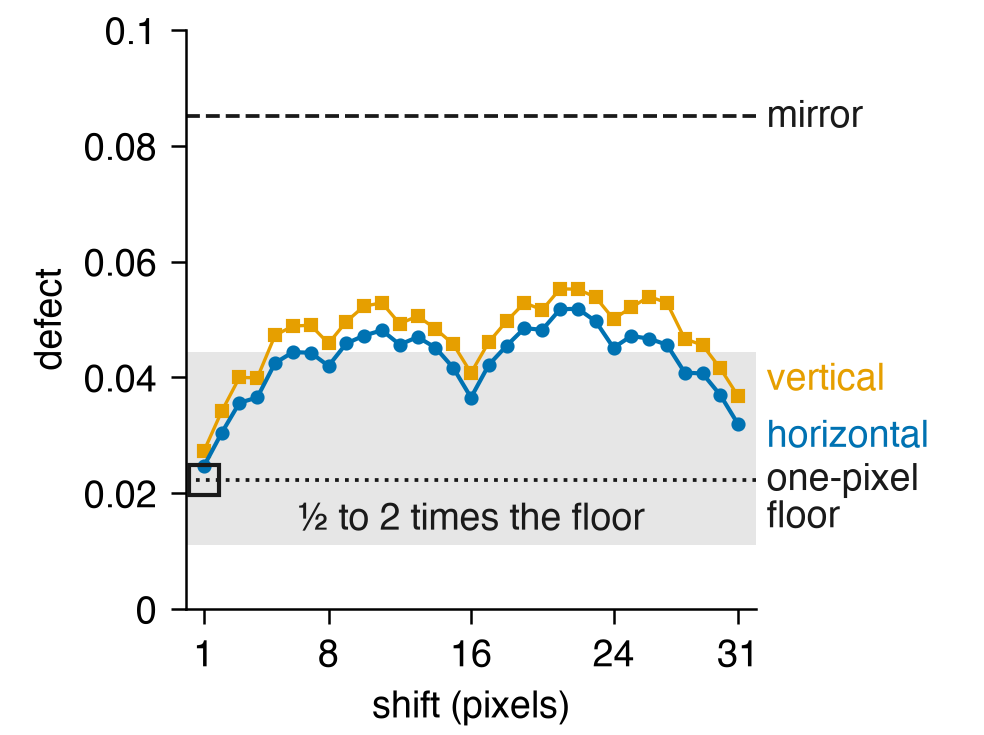 0.1
mirror
0.08
0.06
defect
0.04
vertical
horizontal
one-pixel
floor
0.02
½ to 2 times the floor
0
1 8 16 24 31
shift (pixels)